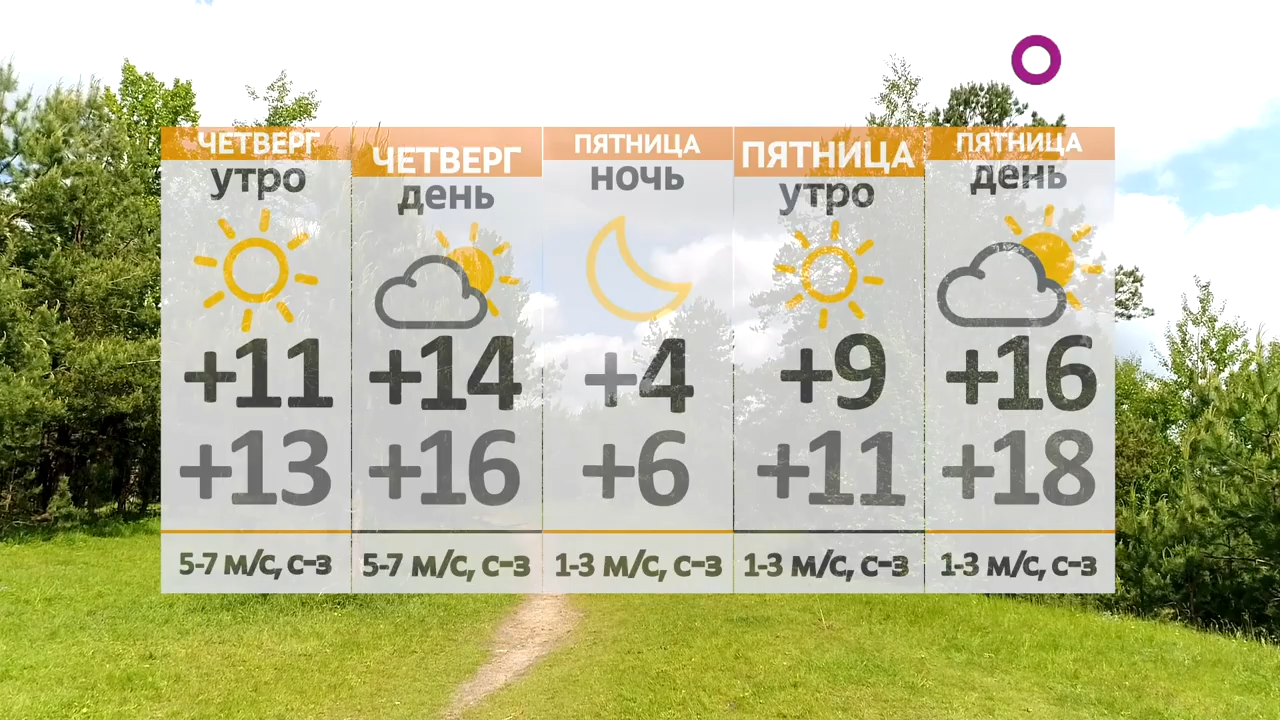 ЧЕТВЕРГ
утро
+11
+13
5-7 м/с, с-з
ЧЕТВЕРГ
день
+14
+16
5-7 м/с, с-з
ПЯТНИЦА
ночь
+4
+6
1-3 м/с, с-з
ПЯТНИЦА
утро
+9
+11
1-3 м/с, с-з
ПЯТНИЦА
день
+16
+18
1-3 м/с, с-з